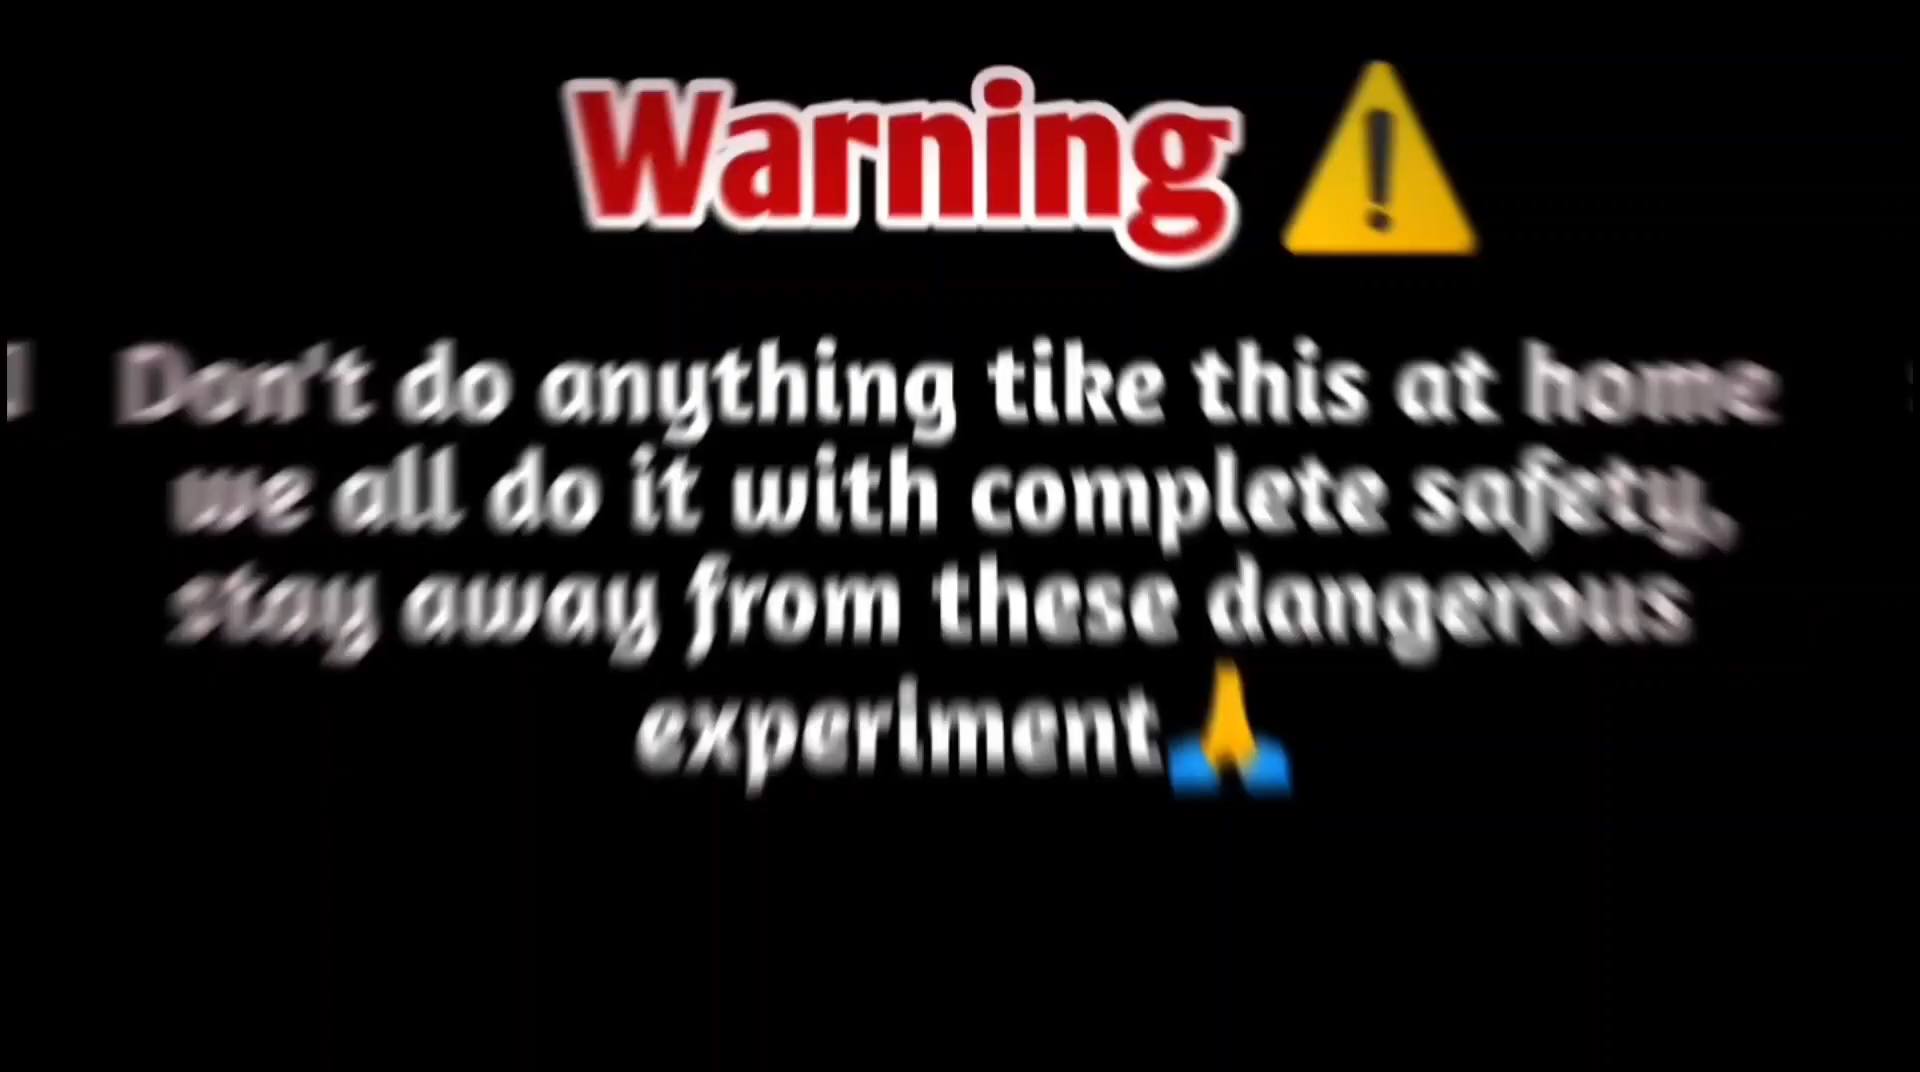 Warning ⚠️
Don't do anything tike this at home
we all do it with complete safety,
stay away from these dangerous
experiment🙏